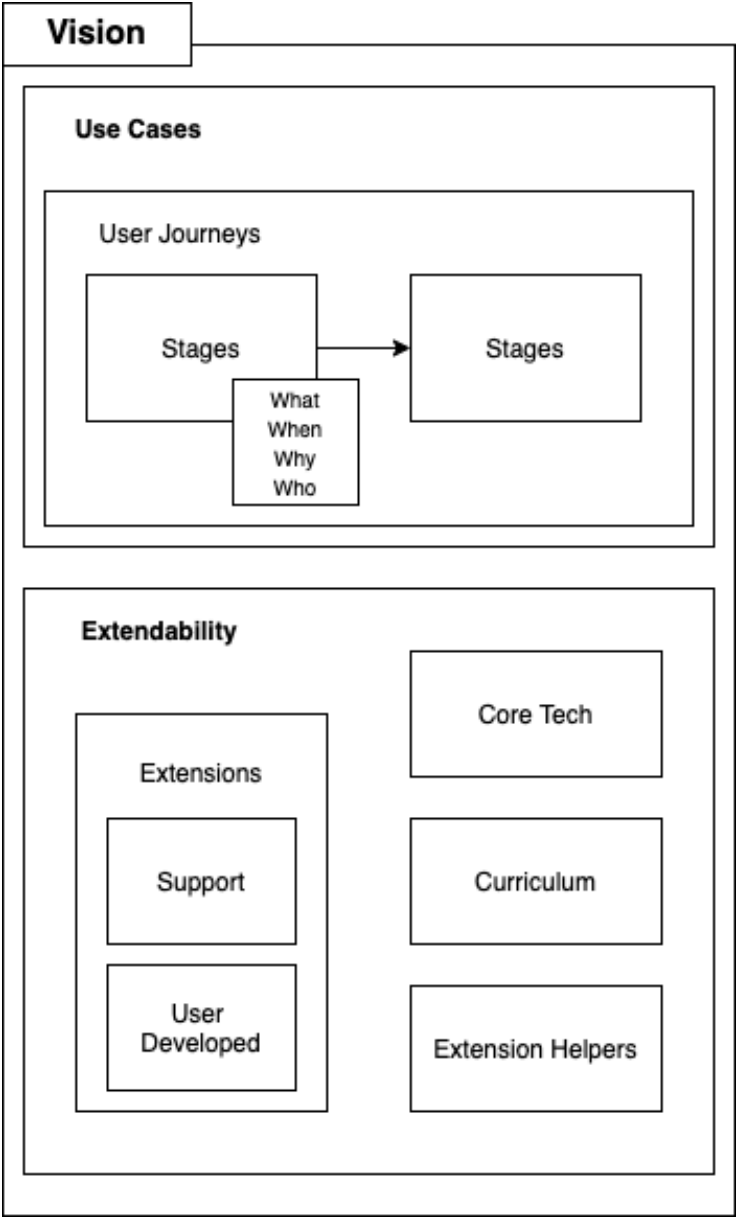 Vision
Use Cases
User Journeys
Stages
Stages
What
When
Why
Who
Extendability
Extensions
Support
User
Developed
Core Tech
Curriculum
Extension Helpers